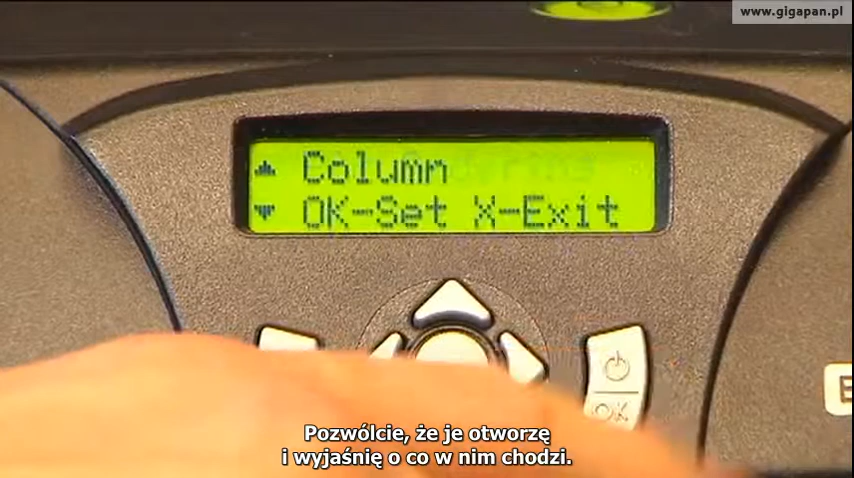 www.gigapan.pl
Column
OK-Set X-Exit
OK
E
Pozwólcie, że je otworzę
i wyjaśnię o co w nim chodzi.